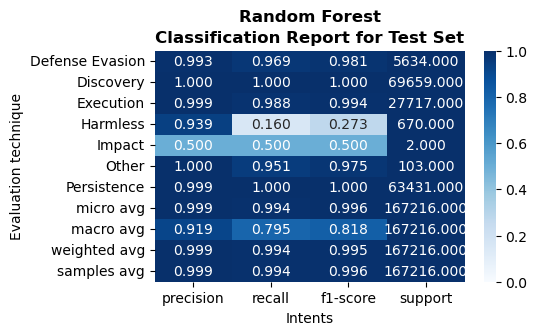 Random Forest
Classification Report for Test Set
Evaluation technique
Defense Evasion 0.993 0.969 0.981 5634.000
Discovery 1.000 1.000 1.000 69659.000
Execution 0.999 0.988 0.994 27717.000
Harmless 0.939 0.160 0.273 670.000
Impact 0.500 0.500 0.500 2.000
Other 1.000 0.951 0.975 103.000
Persistence 0.999 1.000 1.000 63431.000
micro avg 0.999 0.994 0.996 167216.000
macro avg 0.919 0.795 0.818 167216.000
weighted avg 0.999 0.994 0.995 167216.000
samples avg 0.999 0.994 0.996 167216.000
precision recall f1-score support
Intents
1.0
0.8
0.6
0.4
0.2
0.0